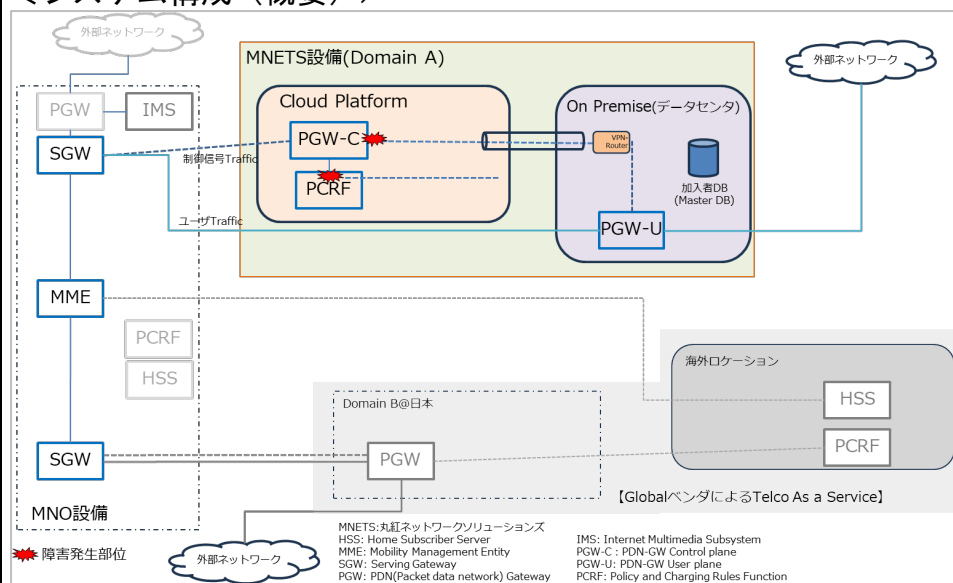 外部ネットワーク
MNETS設備(Domain A)
外部ネットワーク
Cloud Platform
On Premise(データセンタ)
PGW
IMS
PGW-C
VPN-
Router
SGW
制御信号Traffic
PCRF
加入者DB
(Master DB)
ユーザTraffic
PGW-U
MME
PCRF
HSS
海外ロケーション
HSS
Domain B@日本
PCRF
SGW
PGW
【GlobalベンダによるTelco As a Service】
MNO設備
障害発生部位
外部ネットワーク
MNETS:丸紅ネットワークソリューションズ
HSS: Home Subscriber Server
MME: Mobility Management Entity
SGW: Serving Gateway
PGW: PDN(Packet data network) Gateway
IMS: Internet Multimedia Subsystem
PGW-C : PDN-GW Control plane
PGW-U: PDN-GW User plane
PCRF: Policy and Charging Rules Function